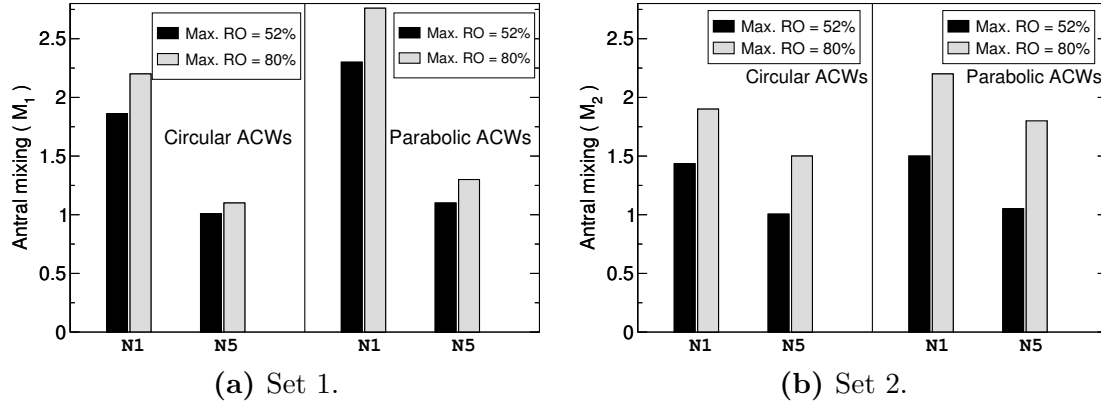 Antral mixing ( M1 )
2.5
2
1.5
1
0.5
0
Max. RO = 52%
Max. RO = 80%
Circular ACWs
Max. RO = 52%
Max. RO = 80%
Parabolic ACWs
N1 N5 N1 N5
(a) Set 1.
Antral mixing ( M2 )
2.5
2
1.5
1
0.5
0
Max. RO = 52%
Max. RO = 80%
Circular ACWs
Max. RO = 52%
Max. RO = 80%
Parabolic ACWs
N1 N5 N1 N5
(b) Set 2.